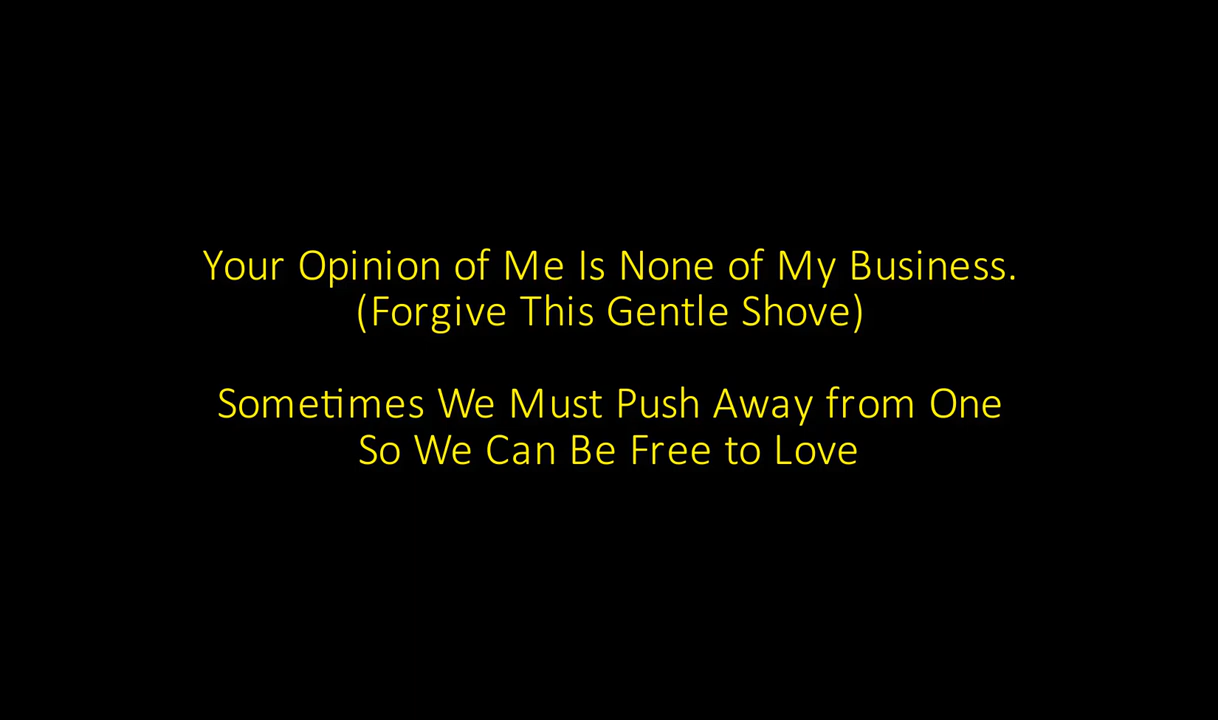 Your Opinion of Me Is None of My Business.
(Forgive This Gentle Shove)
Sometimes We Must Push Away from One
So We Can Be Free to Love